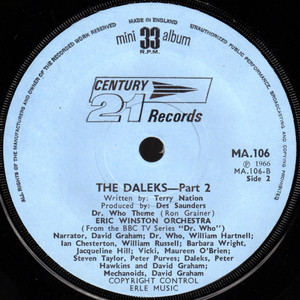 MADE IN ENGLAND
mini 33 album
R.P.M.
ALL RIGHTS OF THE MANUFACTURER AND OF THE OWNER OF THE RECORDED WORK RESERVED
UNAUTHORIZED PUBLIC PERFORMANCE, BROADCASTING AND COPYING PROHIBITED
CENTURY
21
Records
MA.106
℗ 1966
MA.106-B
Side 2
THE DALEKS—Part 2
Written by: Terry Nation
Produced by: Des Saunders
Dr. Who Theme (Ron Grainer)
ERIC WINSTON ORCHESTRA
(From the BBC TV Series "Dr. Who")
Narrator, David Graham; Dr. Who, William Hartnell;
Ian Chesterton, William Russell; Barbara Wright,
Jacqueline Hill; Vicki, Maureen O'Brien;
Steven Taylor, Peter Purves; Daleks, Peter
Hawkins and David Graham;
Mechanoids, David Graham
COPYRIGHT CONTROL
ERLE MUSIC